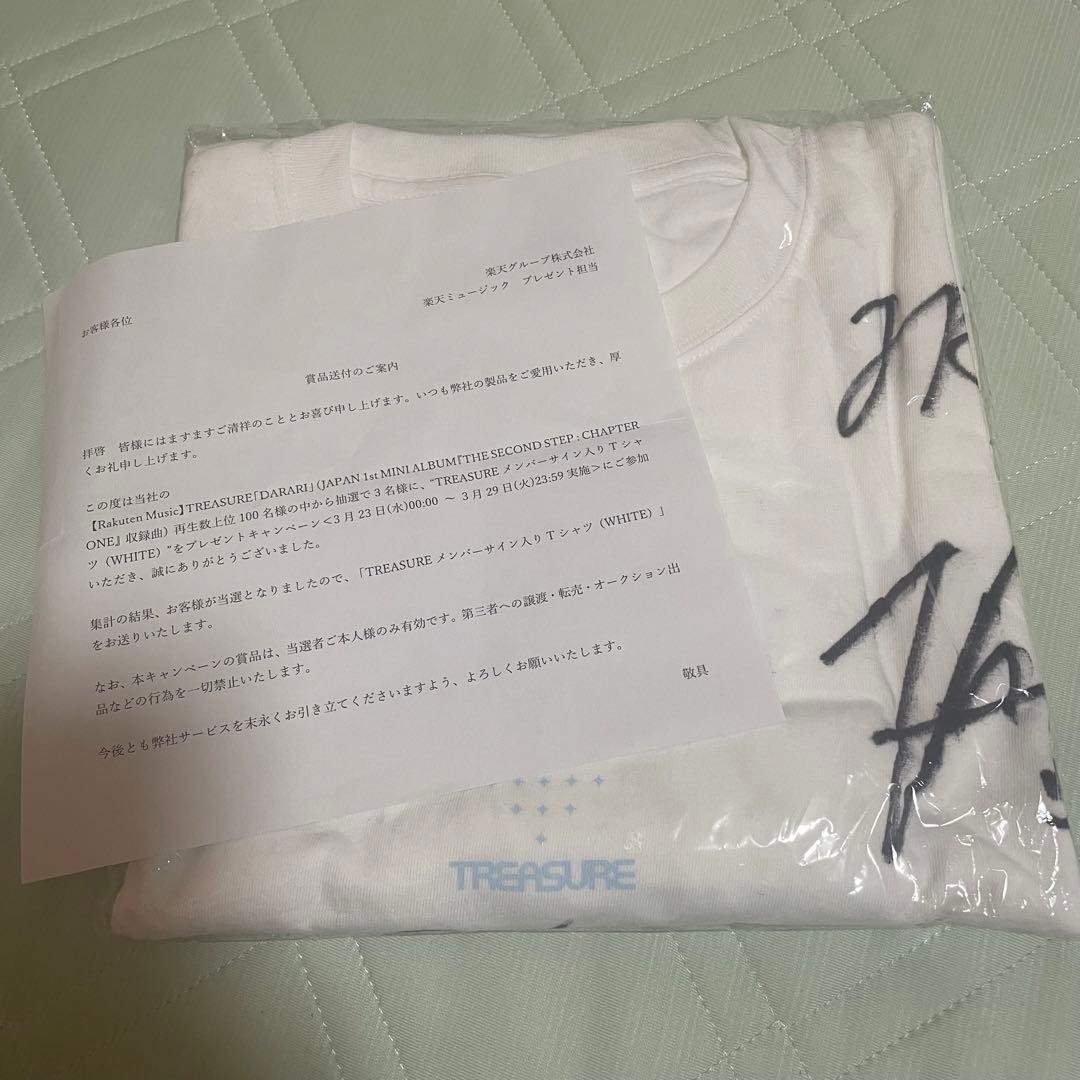 楽天グループ株式会社
楽天ミュージック　プレゼント担当
お客様各位
賞品送付のご案内
拝啓　皆様にはますますご清祥のこととお喜び申し上げます。いつも弊社の製品をご愛用いただき、厚
くお礼申し上げます。
この度は当社の
【Rakuten Music】TREASURE「DARARI」(JAPAN 1st MINI ALBUM『THE SECOND STEP : CHAPTER
ONE』収録曲）再生数上位 100 名様の中から抽選で 3 名様に、“TREASURE メンバーサイン入り T シャ
ツ（WHITE）”をプレゼントキャンペーン＜3 月 23 日(水)00:00 ～ 3 月 29 日(火)23:59 実施＞にご参加
いただき、誠にありがとうございました。
集計の結果、お客様が当選となりましたので、「TREASURE メンバーサイン入り T シャツ（WHITE）」
をお送りいたします。
なお、本キャンペーンの賞品は、当選者ご本人様のみ有効です。第三者への譲渡・転売・オークション出
品などの行為を一切禁止いたします。
今後とも弊社サービスを末永くお引き立てくださいますよう、よろしくお願いいたします。
敬具
TREASURE